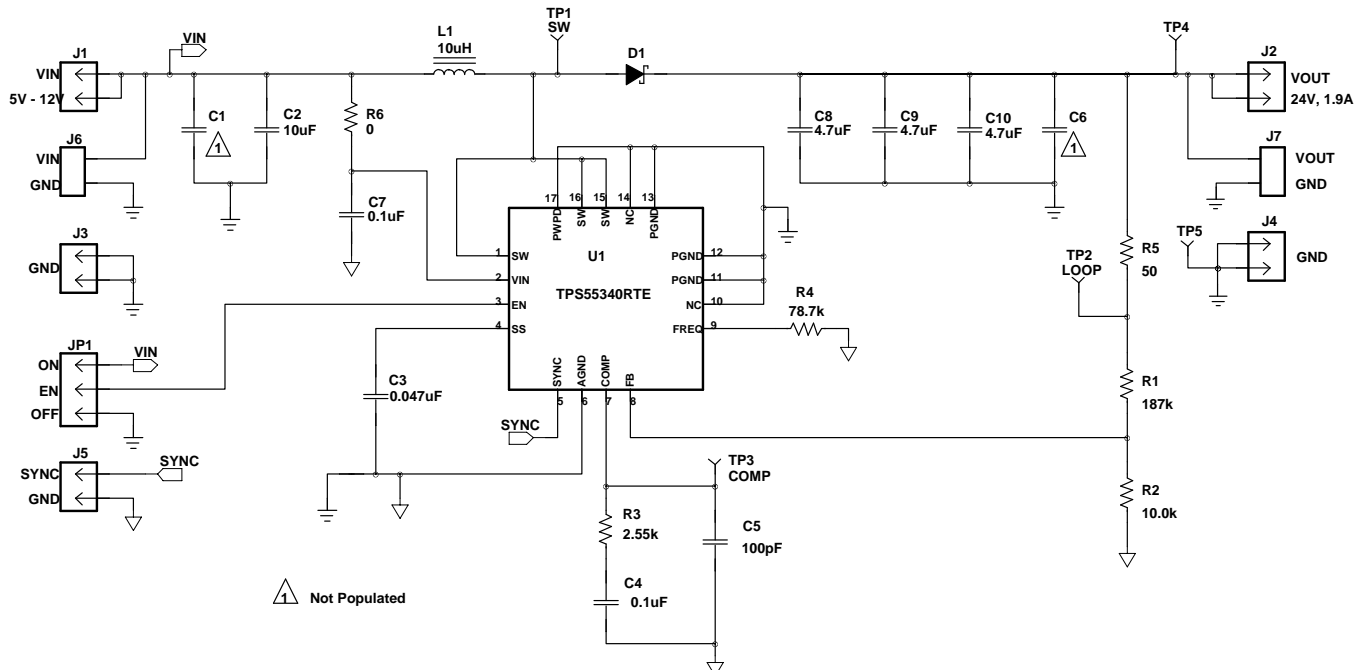 TP1
SW
TP4
VIN
L1
10uH
D1
J1
VIN
5V - 12V
J2
VOUT
24V, 1.9A
C1
1
C2
10uF
R6
0
C8
4.7uF
C9
4.7uF
C10
4.7uF
C6
1
J6
VIN
GND
J7
VOUT
GND
C7
0.1uF
17
16
15
14
13
PWPD
SW
SW
NC
PGND
J3
GND
U1
TPS55340RTE
1
SW
2
VIN
3
EN
4
SS
PGND
12
PGND
11
NC
10
FREQ
9
SYNC
AGND
COMP
FB
5
6
7
8
R4
78.7k
TP2
LOOP
R5
50
TP5
J4
GND
JP1
ON
VIN
EN
OFF
C3
0.047uF
R1
187k
SYNC
J5
SYNC
SYNC
GND
TP3
COMP
R2
10.0k
R3
2.55k
C5
100pF
C4
0.1uF
1
Not Populated